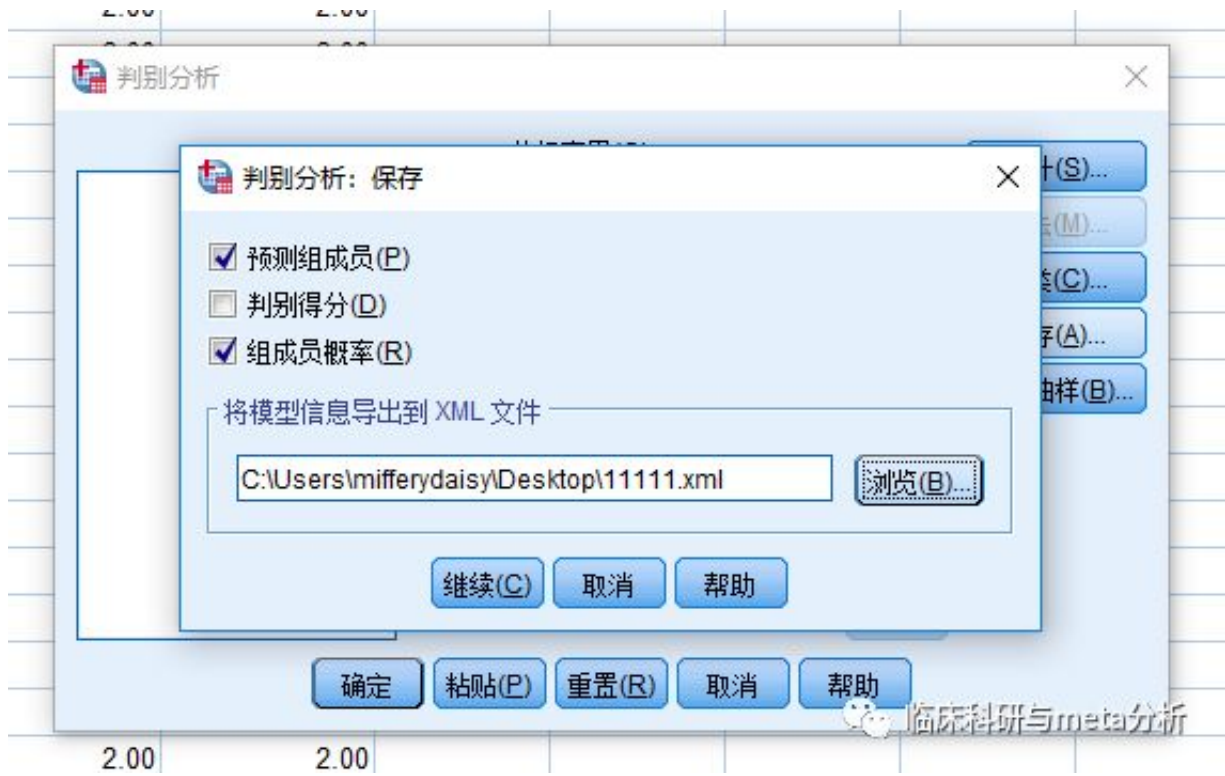 判别分析
判别分析：保存
预测组成员(P)
判别得分(D)
组成员概率(R)
将模型信息导出到 XML 文件
C:\Users\mifferydaisy\Desktop\11111.xml
浏览(B)...
继续(C) 取消 帮助
(S)...
(M)...
(C)...
(A)...
抽样(B)...
确定 粘贴(P) 重置(R) 取消 帮助
临床科研与meta分析
2.00 2.00